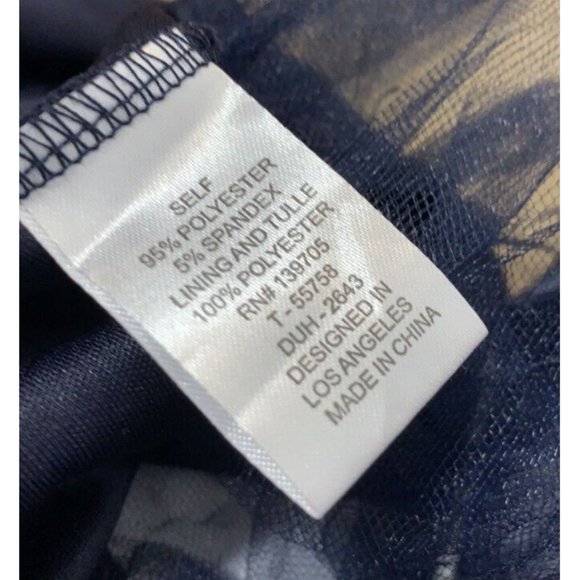 SELF
95% POLYESTER
5% SPANDEX
LINING AND TULLE
100% POLYESTER
RN# 139705
T - 55758
DUH - 2643
DESIGNED IN
LOS ANGELES
MADE IN CHINA